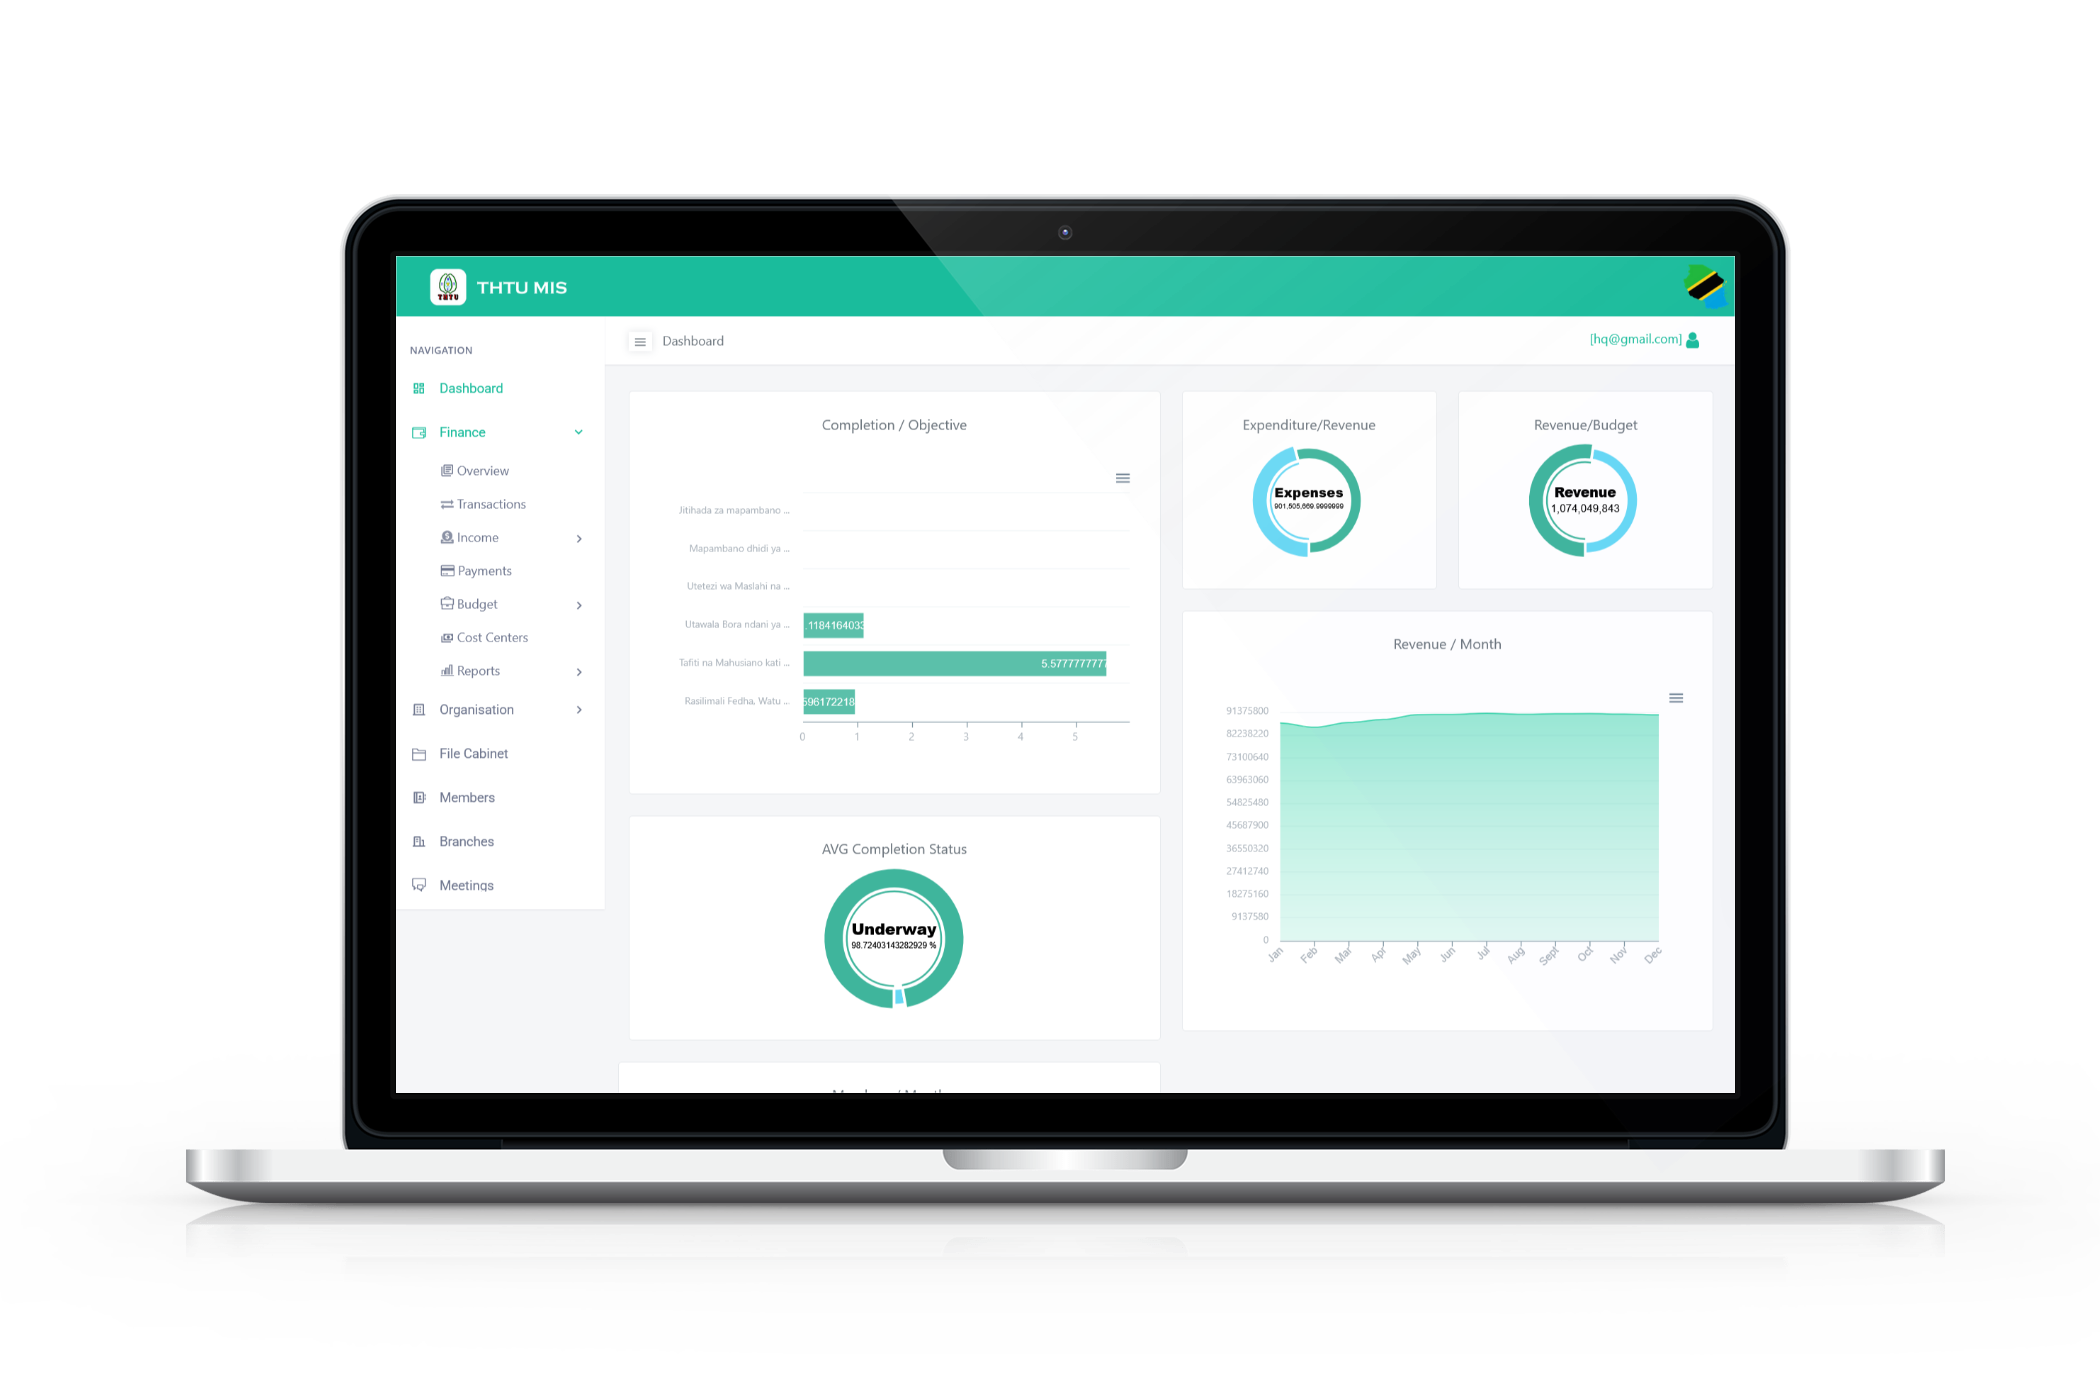 THTU
THTU MIS
NAVIGATION
Dashboard
Finance
Overview
Transactions
Income
Payments
Budget
Cost Centers
Reports
Organisation
File Cabinet
Members
Branches
Meetings
Dashboard
[hq@gmail.com]
Completion / Objective
Jitihada za mapambano ...
Mapambano dhidi ya ...
Utetezi wa Maslahi na ...
Utawala Bora ndani ya ...
.1184164033
Tafiti na Mahusiano kati ...
5.5777777777
Rasilimali Fedha, Watu ...
596172218
0 1 2 3 4 5
AVG Completion Status
Underway
98.72403143282929 %
Expenditure/Revenue
Expenses
901,505,669.9999999
Revenue/Budget
Revenue
1,074,049,843
Revenue / Month
91375800
82238220
73100640
63963060
54825480
45687900
36550320
27412740
18275160
9137580
0
Jan Feb Mar Apr May Jun Jul Aug Sept Oct Nov Dec